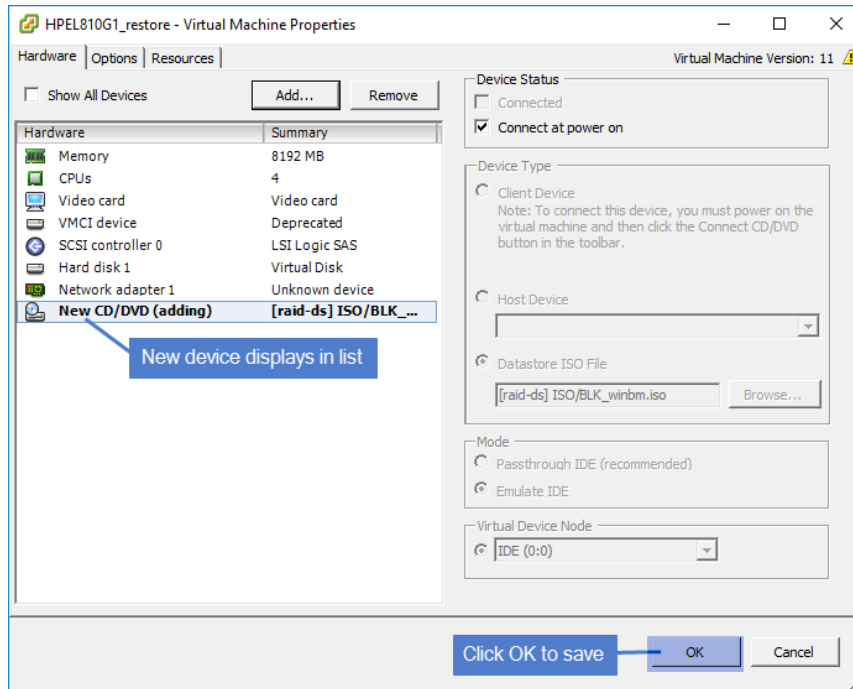 HPEL810G1_restore - Virtual Machine Properties
Hardware Options Resources
Virtual Machine Version: 11
Show All Devices
Add...
Remove
Hardware Summary
Memory 8192 MB
CPUs 4
Video card Video card
VMCI device Deprecated
SCSI controller 0 LSI Logic SAS
Hard disk 1 Virtual Disk
Network adapter 1 Unknown device
New CD/DVD (adding) [raid-ds] ISO/BLK_...
New device displays in list
Device Status
Connected
Connect at power on
Device Type
Client Device
Note: To connect this device, you must power on the
virtual machine and then click the Connect CD/DVD
button in the toolbar.
Host Device
Datastore ISO File
[raid-ds] ISO/BLK_winbm.iso
Browse...
Mode
Passthrough IDE (recommended)
Emulate IDE
Virtual Device Node
IDE (0:0)
Click OK to save
OK
Cancel